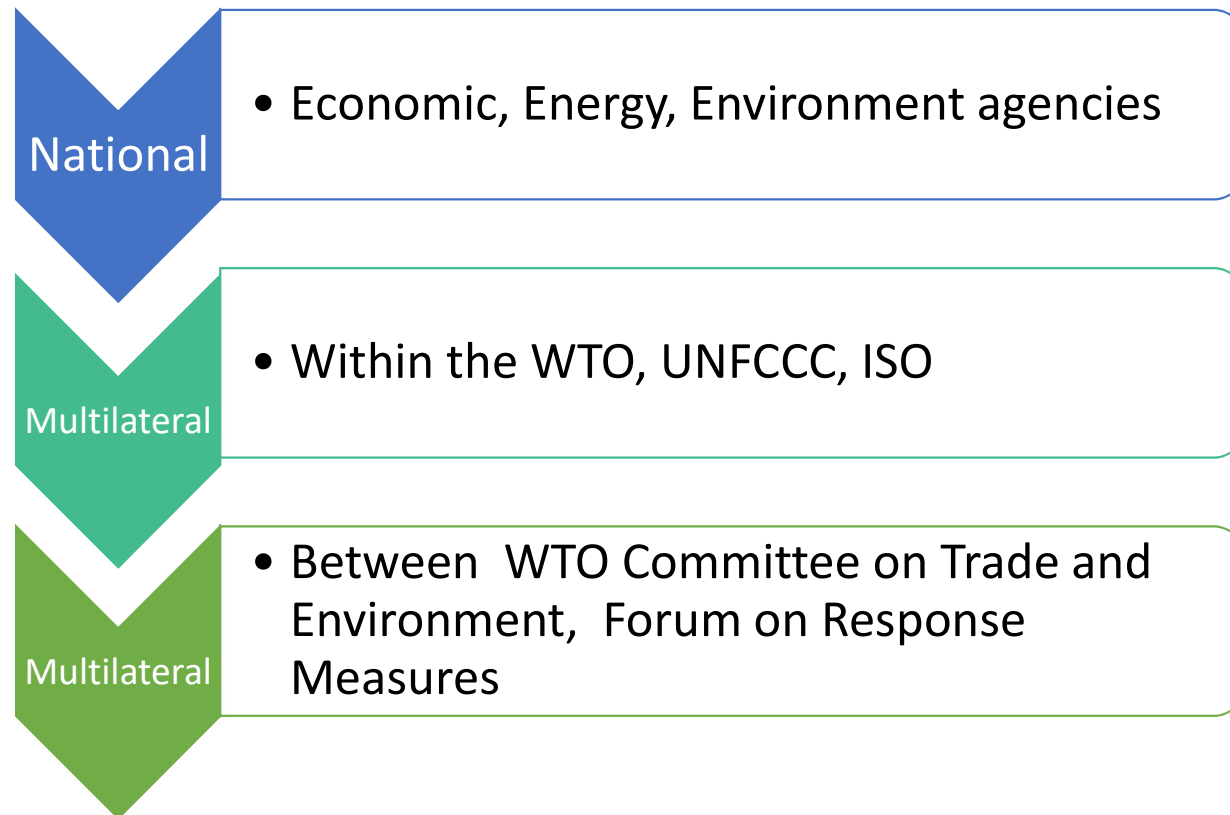 National
• Economic, Energy, Environment agencies
Multilateral
• Within the WTO, UNFCCC, ISO
Multilateral
• Between  WTO Committee on Trade and
Environment,  Forum on Response
Measures